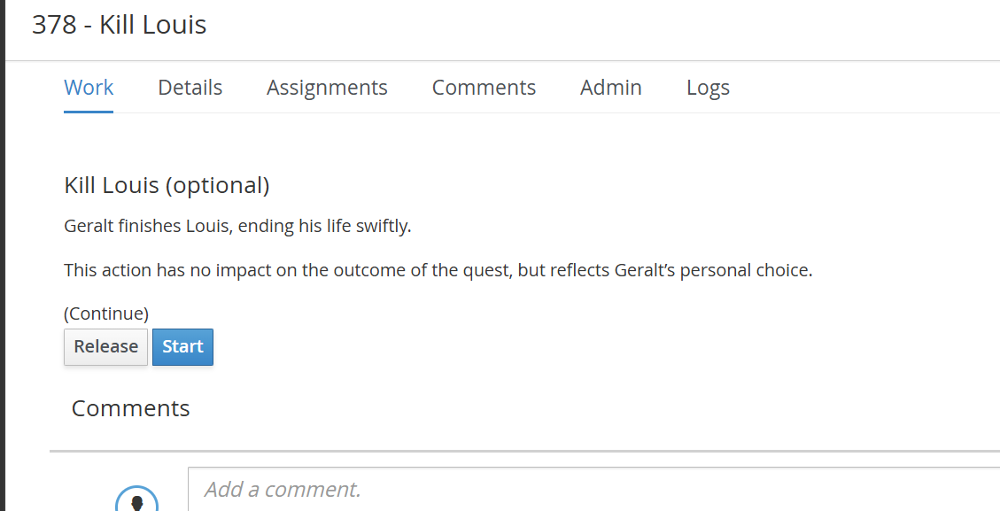 378 - Kill Louis
Work Details Assignments Comments Admin Logs
Kill Louis (optional)
Geralt finishes Louis, ending his life swiftly.
This action has no impact on the outcome of the quest, but reflects Geralt’s personal choice.
(Continue)
Release Start
Comments
Add a comment.